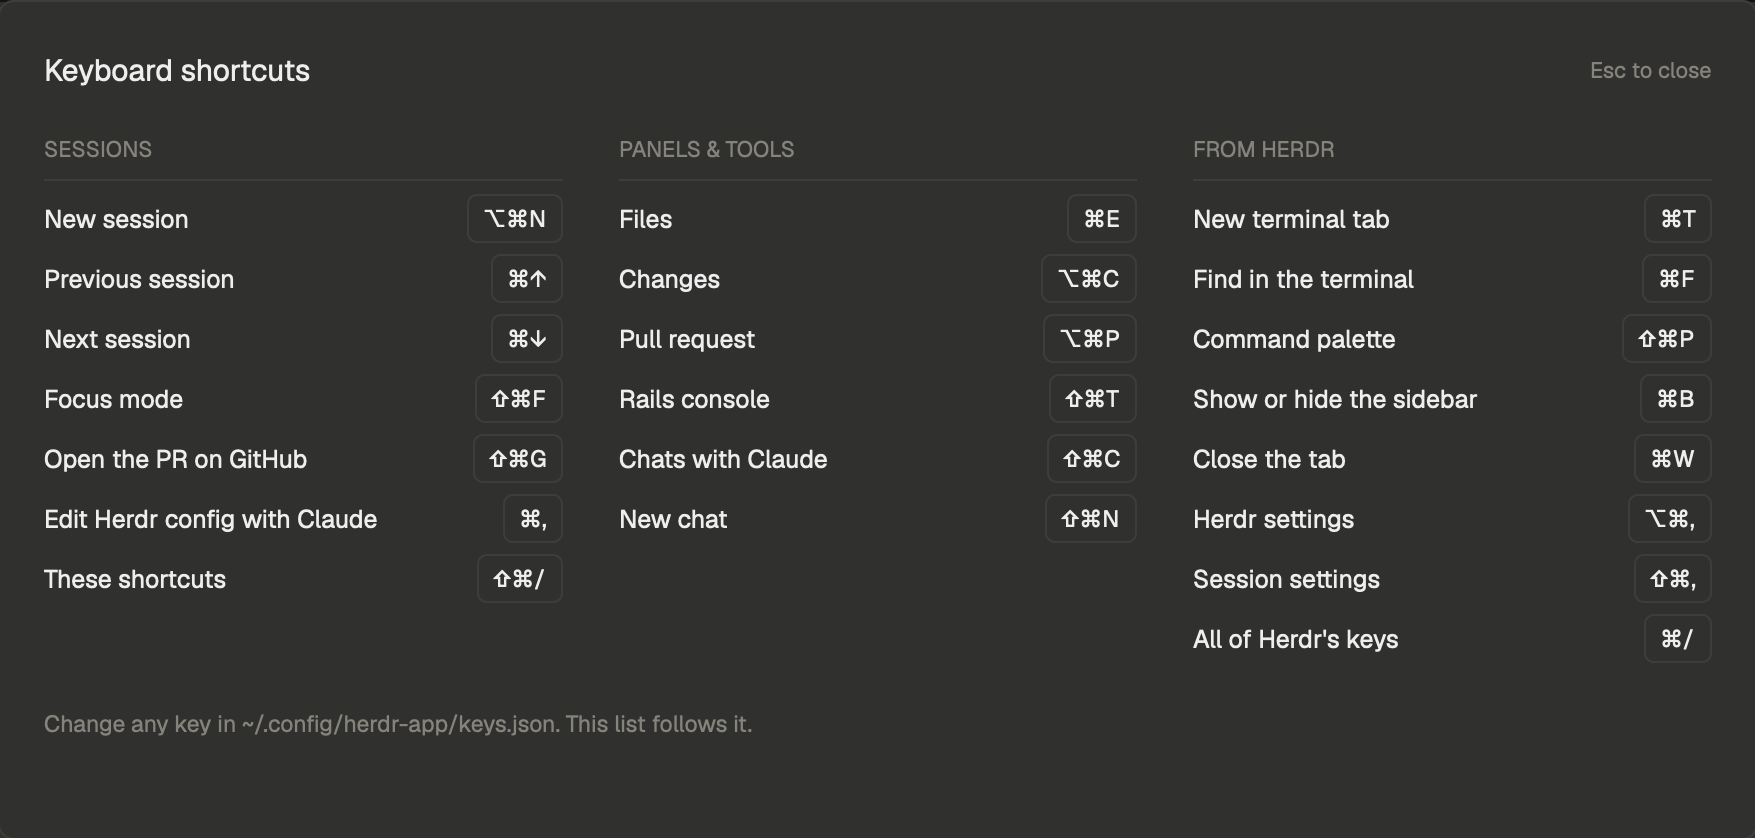 Keyboard shortcuts
Esc to close
SESSIONS
New session ⌥⌘N
Previous session ⌘↑
Next session ⌘↓
Focus mode ⇧⌘F
Open the PR on GitHub ⇧⌘G
Edit Herdr config with Claude ⌘,
These shortcuts ⇧⌘/
PANELS & TOOLS
Files ⌘E
Changes ⌥⌘C
Pull request ⌥⌘P
Rails console ⇧⌘T
Chats with Claude ⇧⌘C
New chat ⇧⌘N
FROM HERDR
New terminal tab ⌘T
Find in the terminal ⌘F
Command palette ⇧⌘P
Show or hide the sidebar ⌘B
Close the tab ⌘W
Herdr settings ⌥⌘,
Session settings ⇧⌘,
All of Herdr's keys ⌘/
Change any key in ~/.config/herdr-app/keys.json. This list follows it.